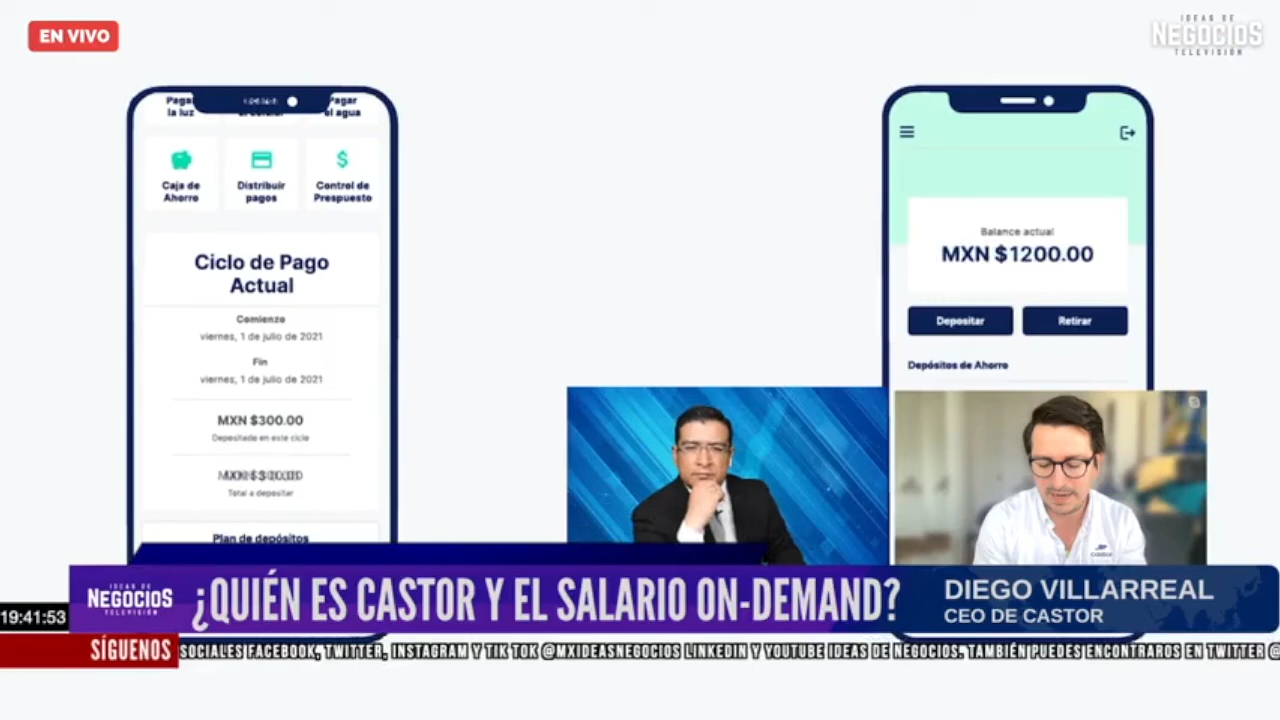 EN VIVO
IDEAS DE
NEGOCIOS
TELEVISIÓN
Pagar
la luz
Pagar
el agua
Caja de
Ahorro
Distribuir
pagos
Control de
Prespuesto
Ciclo de Pago
Actual
Comienzo
viernes, 1 de julio de 2021
Fin
viernes, 1 de julio de 2021
MXN $300.00
Depositado en este ciclo
MXN $300.00
Total a depositar
Plan de depósitos
Balance actual
MXN $1200.00
Depositar
Retirar
Depósitos de Ahorro
castor
IDEAS DE
NEGOCIOS
TELEVISIÓN
¿QUIÉN ES CASTOR Y EL SALARIO ON-DEMAND?
DIEGO VILLARREAL
CEO DE CASTOR
19:41:53
SÍGUENOS
SOCIALES FACEBOOK, TWITTER, INSTAGRAM Y TIK TOK @MXIDEASNEGOCIOS LINKEDIN Y YOUTUBE IDEAS DE NEGOCIOS. TAMBIÉN PUEDES ENCONTRAROS EN TWITTER @